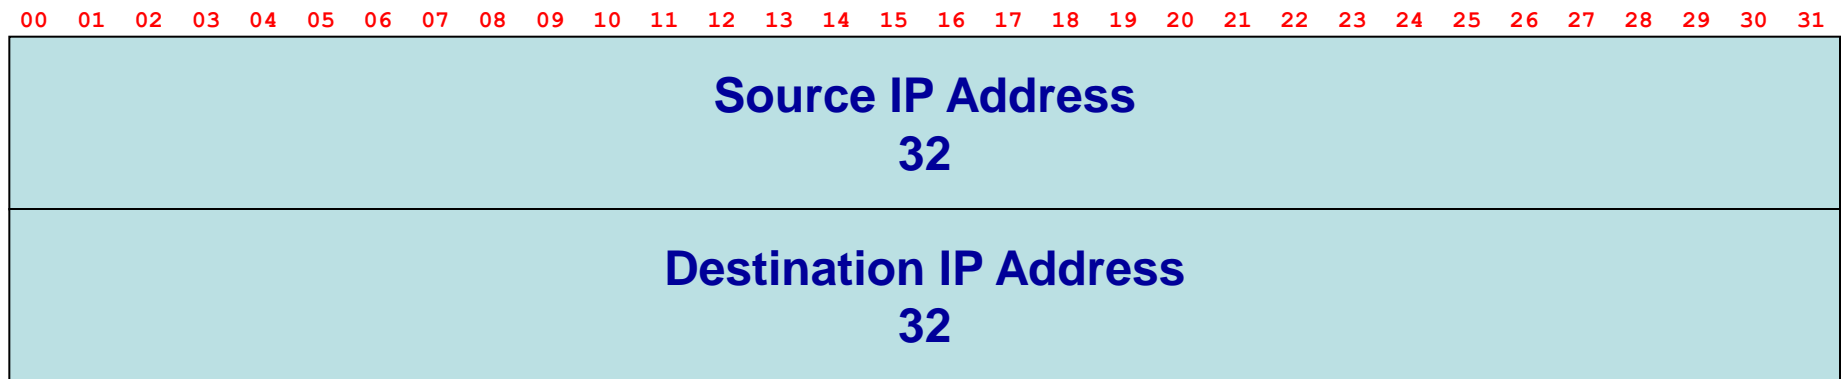 00 01 02 03 04 05 06 07 08 09 10 11 12 13 14 15 16 17 18 19 20 21 22 23 24 25 26 27 28 29 30 31
Source IP Address
32
Destination IP Address
32